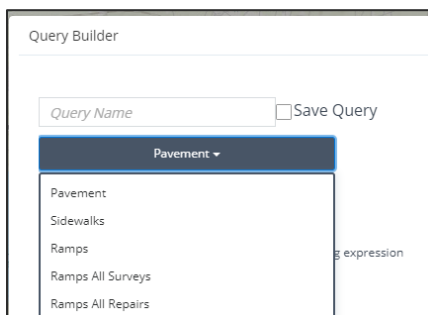 Query Builder
Query Name Save Query
Pavement
Pavement
Sidewalks
Ramps
expression
Ramps All Surveys
Ramps All Repairs